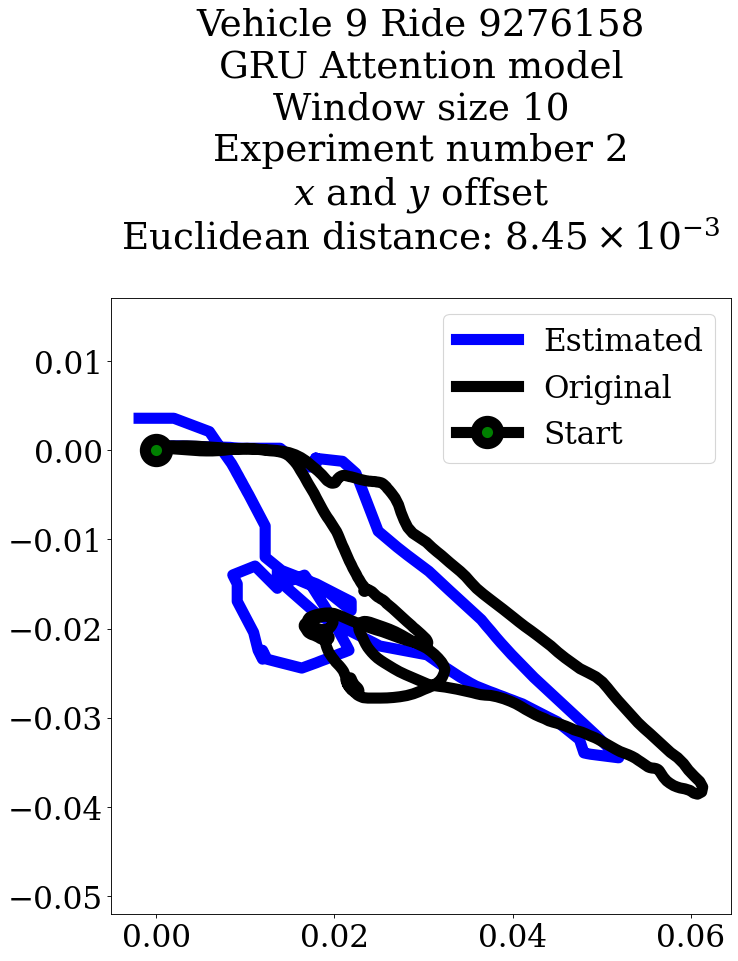 Vehicle 9 Ride 9276158
GRU Attention model
Window size 10
Experiment number 2
x and y offset
Euclidean distance: 8.45 × 10⁻³
Estimated
Original
Start
0.01
0.00
−0.01
−0.02
−0.03
−0.04
−0.05
0.00 0.02 0.04 0.06